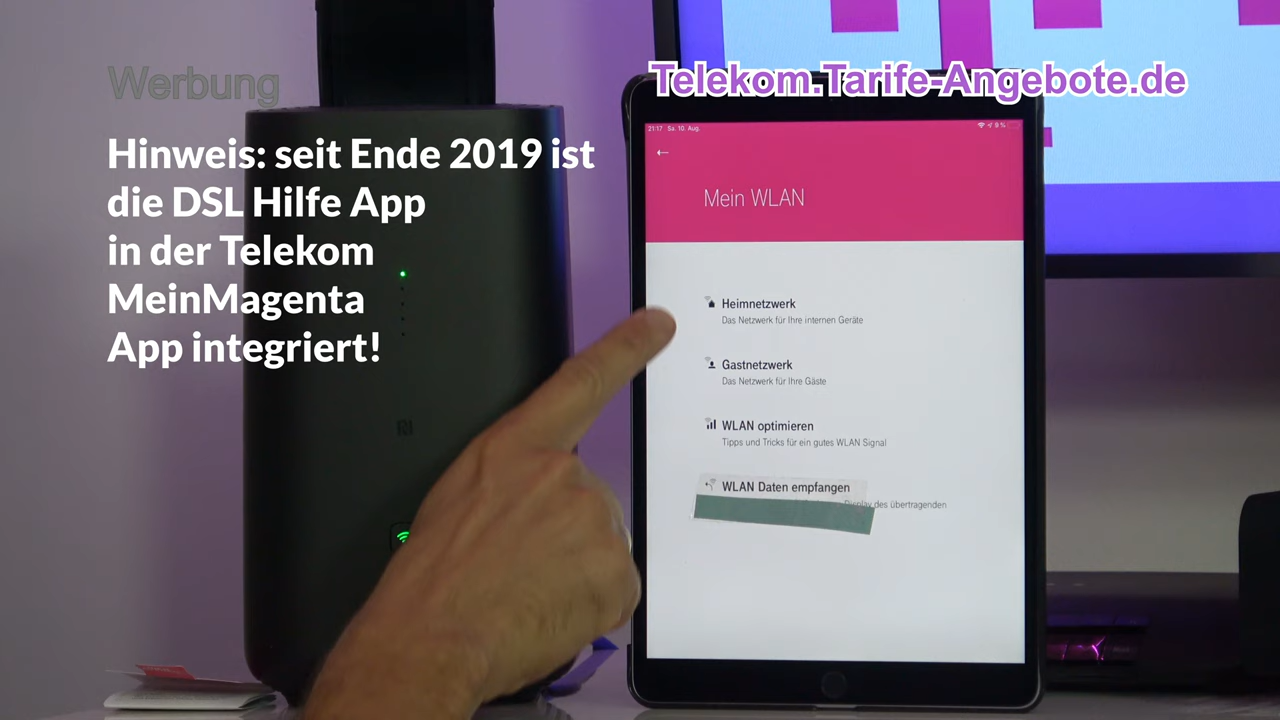 Werbung
Hinweis: seit Ende 2019 ist
die DSL Hilfe App
in der Telekom
MeinMagenta
App integriert!
Telekom.Tarife-Angebote.de
21:17 Sa. 10. Aug.
9 %
Mein WLAN
Heimnetzwerk
Das Netzwerk für Ihre internen Geräte
Gastnetzwerk
Das Netzwerk für Ihre Gäste
WLAN optimieren
Tipps und Tricks für ein gutes WLAN Signal
WLAN Daten empfangen
Display des übertragenden